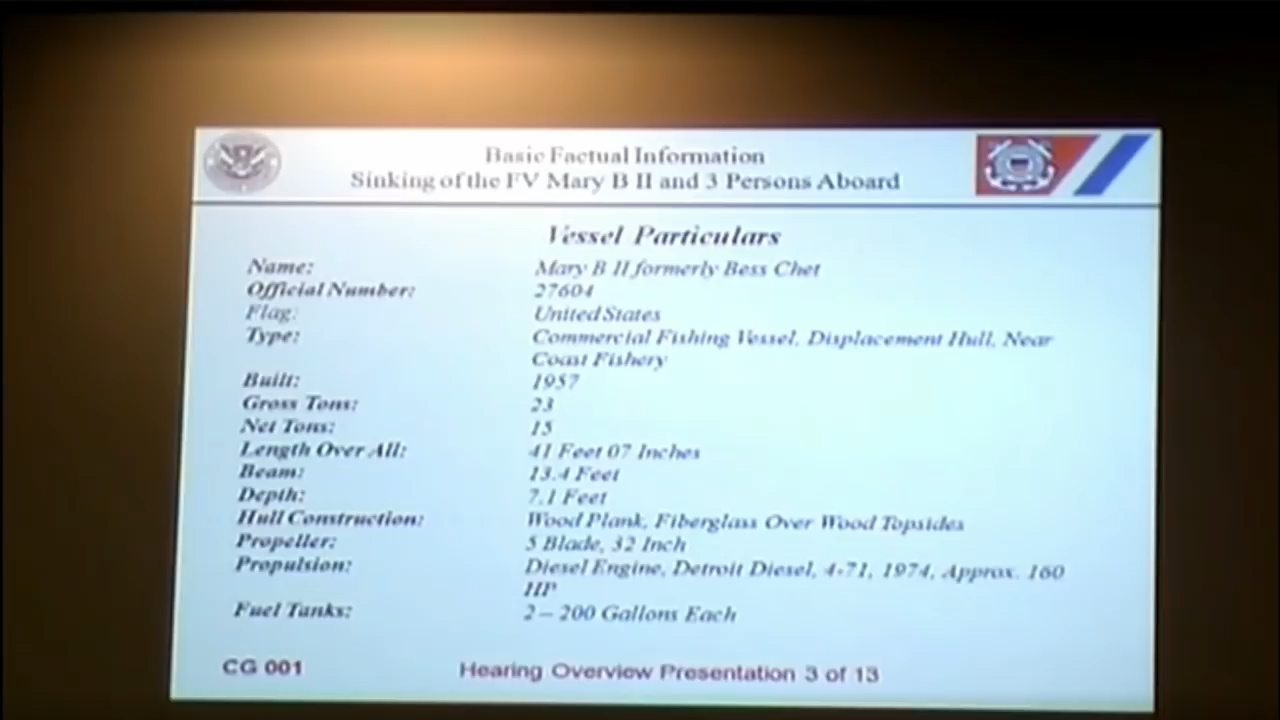 Basic Factual Information
Sinking of the FV Mary B II and 3 Persons Aboard
Vessel Particulars
Name: Mary B II formerly Bess Chet
Official Number: 27604
Flag: United States
Type: Commercial Fishing Vessel, Displacement Hull, Near
Coast Fishery
Built: 1957
Gross Tons: 23
Net Tons: 15
Length Over All: 41 Feet 07 Inches
Beam: 13.4 Feet
Depth: 7.1 Feet
Hull Construction: Wood Plank, Fiberglass Over Wood Topsides
Propeller: 5 Blade, 32 Inch
Propulsion: Diesel Engine, Detroit Diesel, 4-71, 1974, Approx. 160
HP
Fuel Tanks: 2 – 200 Gallons Each
CG 001 Hearing Overview Presentation 3 of 13